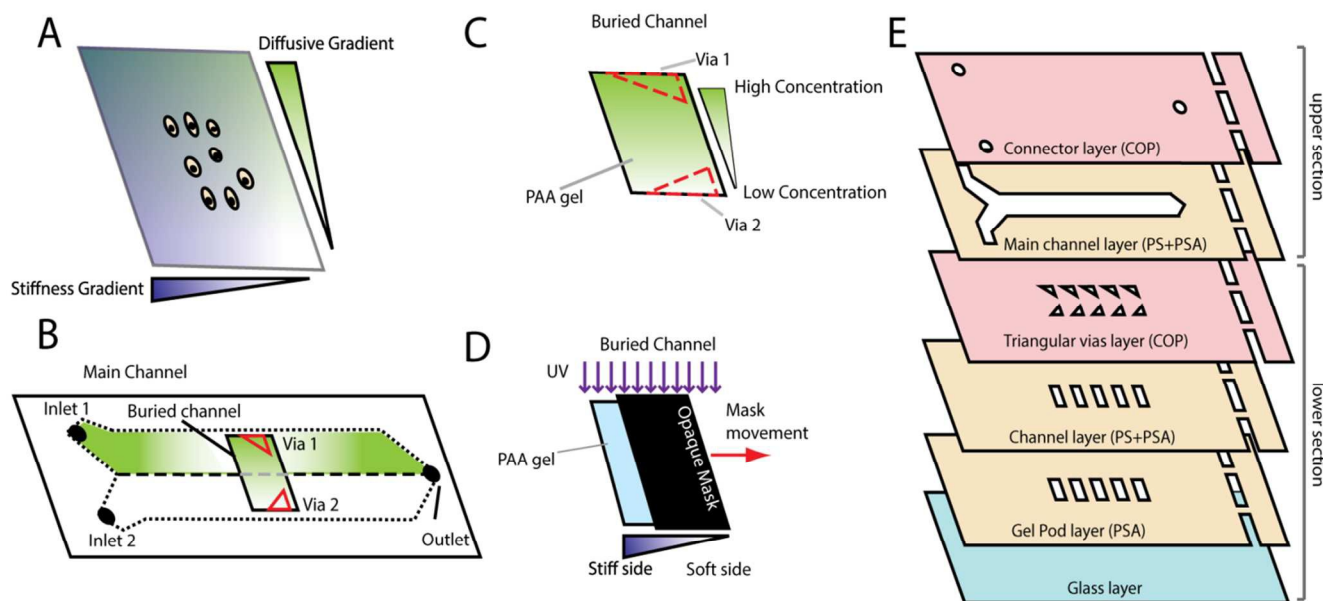 A
Diffusive Gradient
Stiffness Gradient
B
Main Channel
Inlet 1
Buried channel
Via 1
Via 2
Inlet 2
Outlet
C
Buried Channel
Via 1
High Concentration
PAA gel
Low Concentration
Via 2
D
Buried Channel
UV
Mask
movement
Opaque Mask
PAA gel
Stiff side
Soft side
E
Connector layer (COP)
Main channel layer (PS+PSA)
Triangular vias layer (COP)
Channel layer (PS+PSA)
Gel Pod layer (PSA)
Glass layer
upper section
lower section